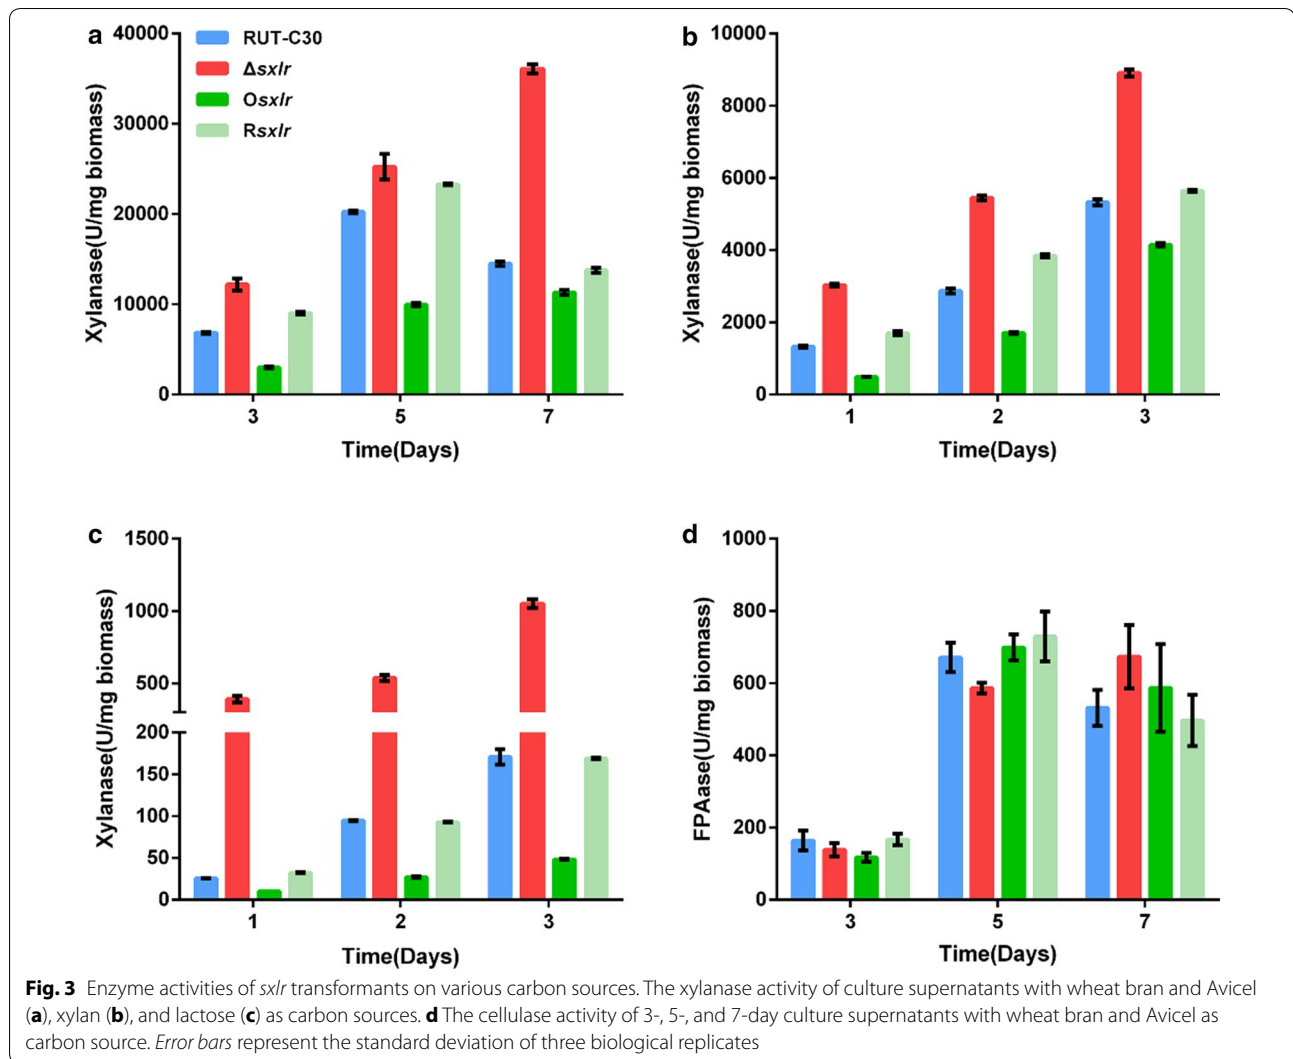 a
40000
30000
20000
10000
0
Xylanase(U/mg biomass)
RUT-C30
Δsxlr
Osxlr
Rsxlr
3 5 7
Time(Days)
b
10000
8000
6000
4000
2000
0
Xylanase(U/mg biomass)
1 2 3
Time(Days)
c
1500
1000
500
200
150
100
50
0
Xylanase(U/mg biomass)
1 2 3
Time(Days)
d
1000
800
600
400
200
0
FPAase(U/mg biomass)
3 5 7
Time(Days)
Fig. 3 Enzyme activities of sxlr transformants on various carbon sources. The xylanase activity of culture supernatants with wheat bran and Avicel
(a), xylan (b), and lactose (c) as carbon sources. d The cellulase activity of 3-, 5-, and 7-day culture supernatants with wheat bran and Avicel as
carbon source. Error bars represent the standard deviation of three biological replicates